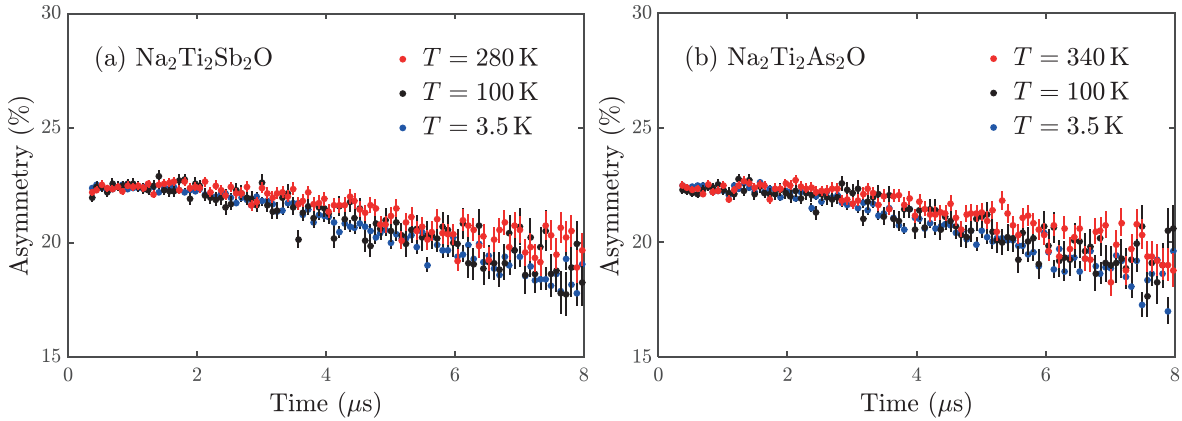 30
25
20
15
Asymmetry (%)
(a) Na₂Ti₂Sb₂O
T = 280 K
T = 100 K
T = 3.5 K
0 2 4 6 8
Time (μs)
30
25
20
15
Asymmetry (%)
(b) Na₂Ti₂As₂O
T = 340 K
T = 100 K
T = 3.5 K
0 2 4 6 8
Time (μs)